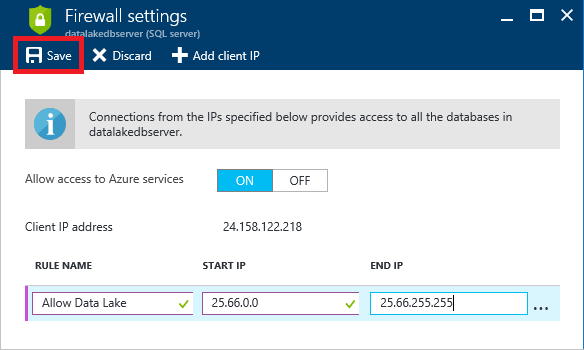 Firewall settings
datalakedbserver (SQL server)
Save Discard Add client IP
Connections from the IPs specified below provides access to all the databases in
datalakedbserver.
Allow access to Azure services ON OFF
Client IP address 24.158.122.218
RULE NAME START IP END IP
Allow Data Lake 25.66.0.0 25.66.255.255 ...